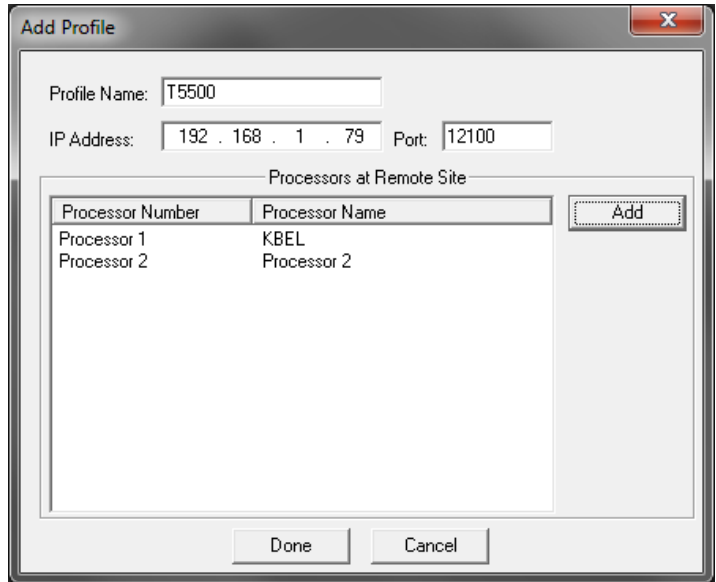 Add Profile
Profile Name: T5500
IP Address: 192 . 168 . 1 . 79 Port: 12100
Processors at Remote Site
Processor Number Processor Name Add
Processor 1 KBEL
Processor 2 Processor 2
Done Cancel